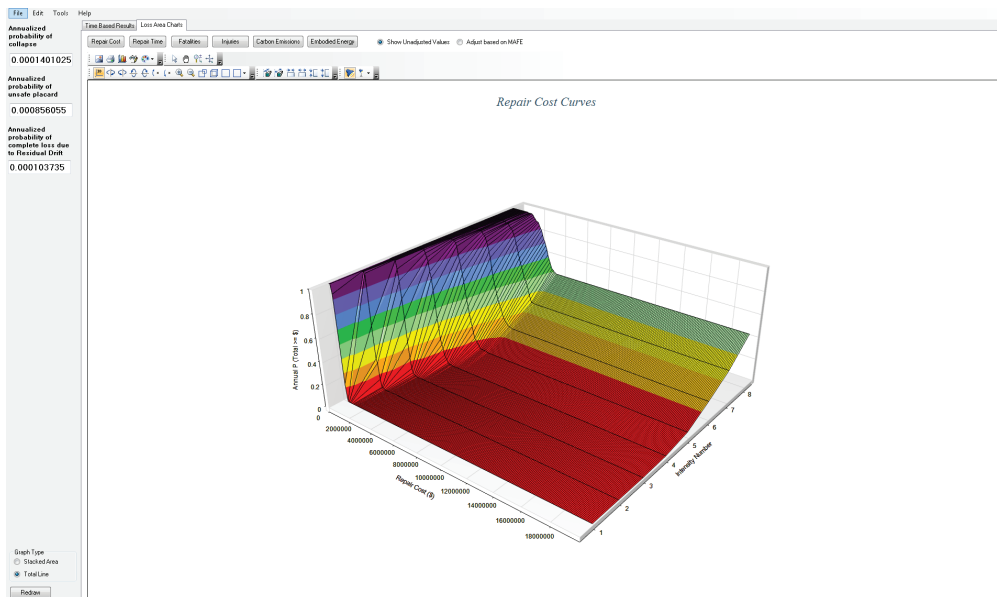 File Edit Tools Help
Time Based Results Loss Area Charts
Annualized
probability of
collapse
0.0001401025
Annualized
probability of
unsafe placard
0.000856055
Annualized
probability of
complete loss due
to Residual Drift
0.000103735
Repair Cost Repair Time Fatalities Injuries Carbon Emissions Embodied Energy Show Unadjusted Values Adjust based on MAFE
Repair Cost Curves
1
0.8
0.6
0.4
0.2
0
Annual P (Total >= $)
0
2000000
4000000
6000000
8000000
10000000
12000000
14000000
16000000
18000000
Repair Cost ($)
1
2
3
4
5
6
7
8
Intensity Number
Graph Type
Stacked Area
Total Line
Redraw